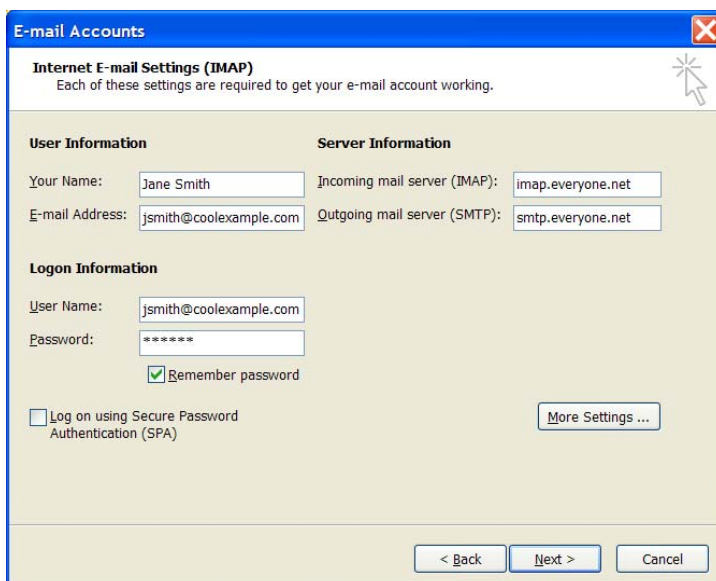 E-mail Accounts
Internet E-mail Settings (IMAP)
Each of these settings are required to get your e-mail account working.
User Information
Your Name: Jane Smith
E-mail Address: jsmith@coolexample.com
Server Information
Incoming mail server (IMAP): imap.everyone.net
Outgoing mail server (SMTP): smtp.everyone.net
Logon Information
User Name: jsmith@coolexample.com
Password: ******
Remember password
Log on using Secure Password
Authentication (SPA)
More Settings ...
< Back Next > Cancel